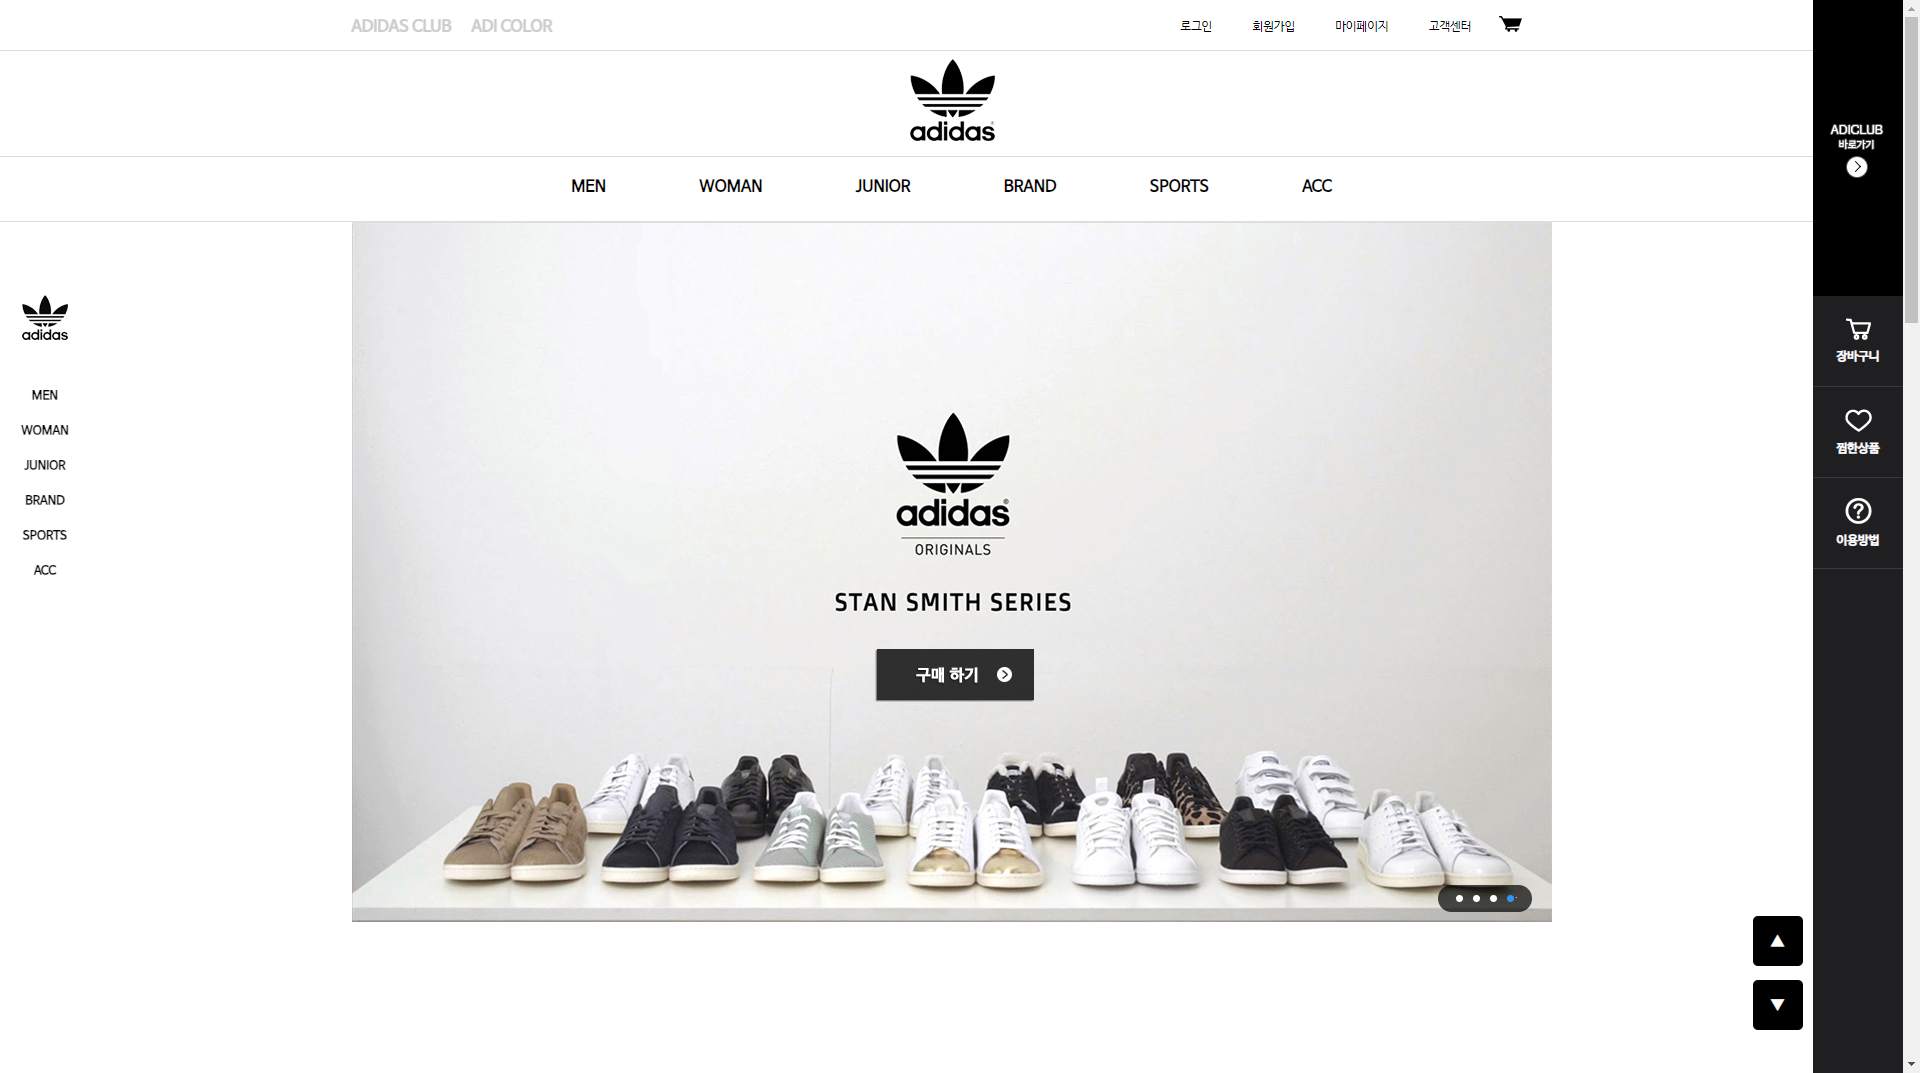 ADIDAS CLUB ADI COLOR
로그인 회원가입 마이페이지 고객센터
adidas
MEN WOMAN JUNIOR BRAND SPORTS ACC
adidas
MEN
WOMAN
JUNIOR
BRAND
SPORTS
ACC
adidas®
ORIGINALS
STAN SMITH SERIES
구매 하기
ADICLUB
바로가기
장바구니
찜한상품
이용방법